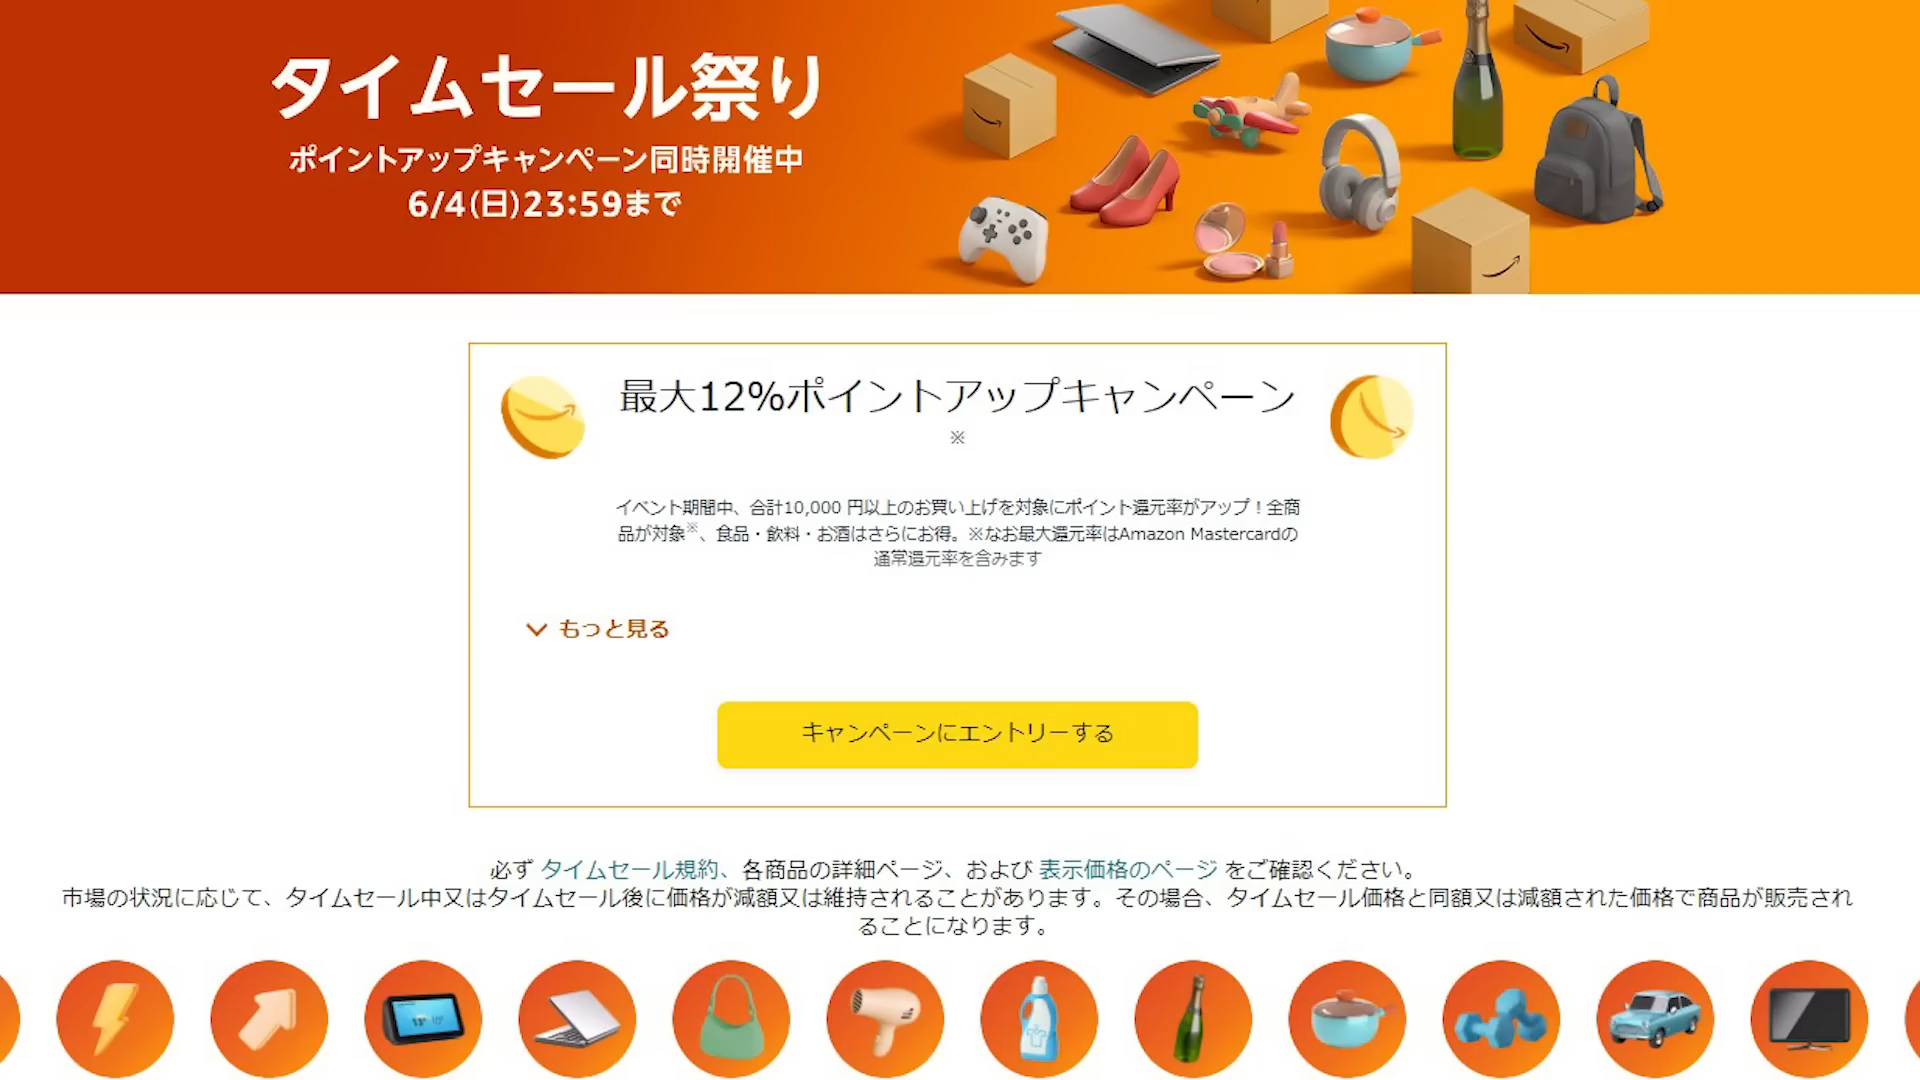 タイムセール祭り
ポイントアップキャンペーン同時開催中
6/4(日)23:59まで
最大12%ポイントアップキャンペーン
※
イベント期間中、合計10,000 円以上のお買い上げを対象にポイント還元率がアップ！全商
品が対象※、食品・飲料・お酒はさらにお得。※なお最大還元率はAmazon Mastercardの
通常還元率を含みます
もっと見る
キャンペーンにエントリーする
必ず タイムセール規約、各商品の詳細ページ、および 表示価格のページ をご確認ください。
市場の状況に応じて、タイムセール中又はタイムセール後に価格が減額又は維持されることがあります。その場合、タイムセール価格と同額又は減額された価格で商品が販売され
ることになります。